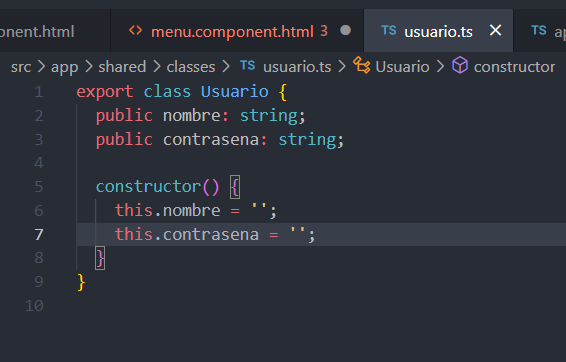 onent.html <> menu.component.html 3 TS usuario.ts × TS ap
src > app > shared > classes > TS usuario.ts > Usuario > constructor
1 export class Usuario {
2 public nombre: string;
3 public contrasena: string;
4
5 constructor() {
6 this.nombre = '';
7 this.contrasena = '';
8 }
9 }
10